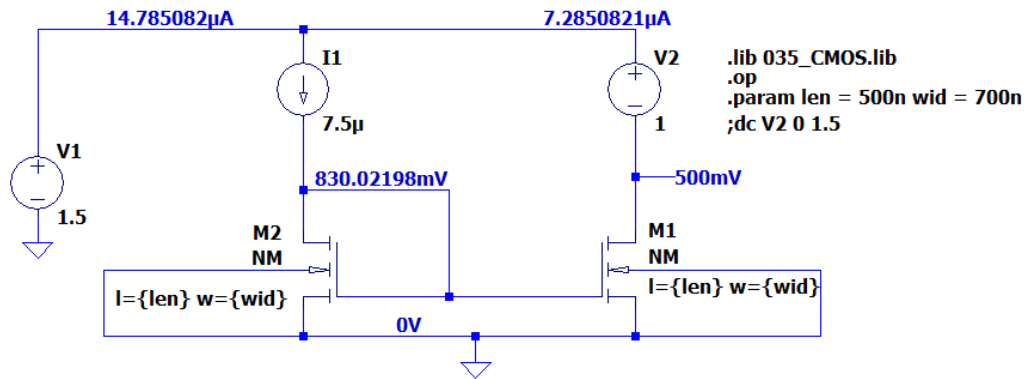 14.785082µA
7.2850821µA
I1
V2
.lib 035_CMOS.lib
.op
.param len = 500n wid = 700n
;dc V2 0 1.5
7.5µ
1
V1
830.02198mV
500mV
1.5
M2
M1
NM
NM
l={len} w={wid}
l={len} w={wid}
0V